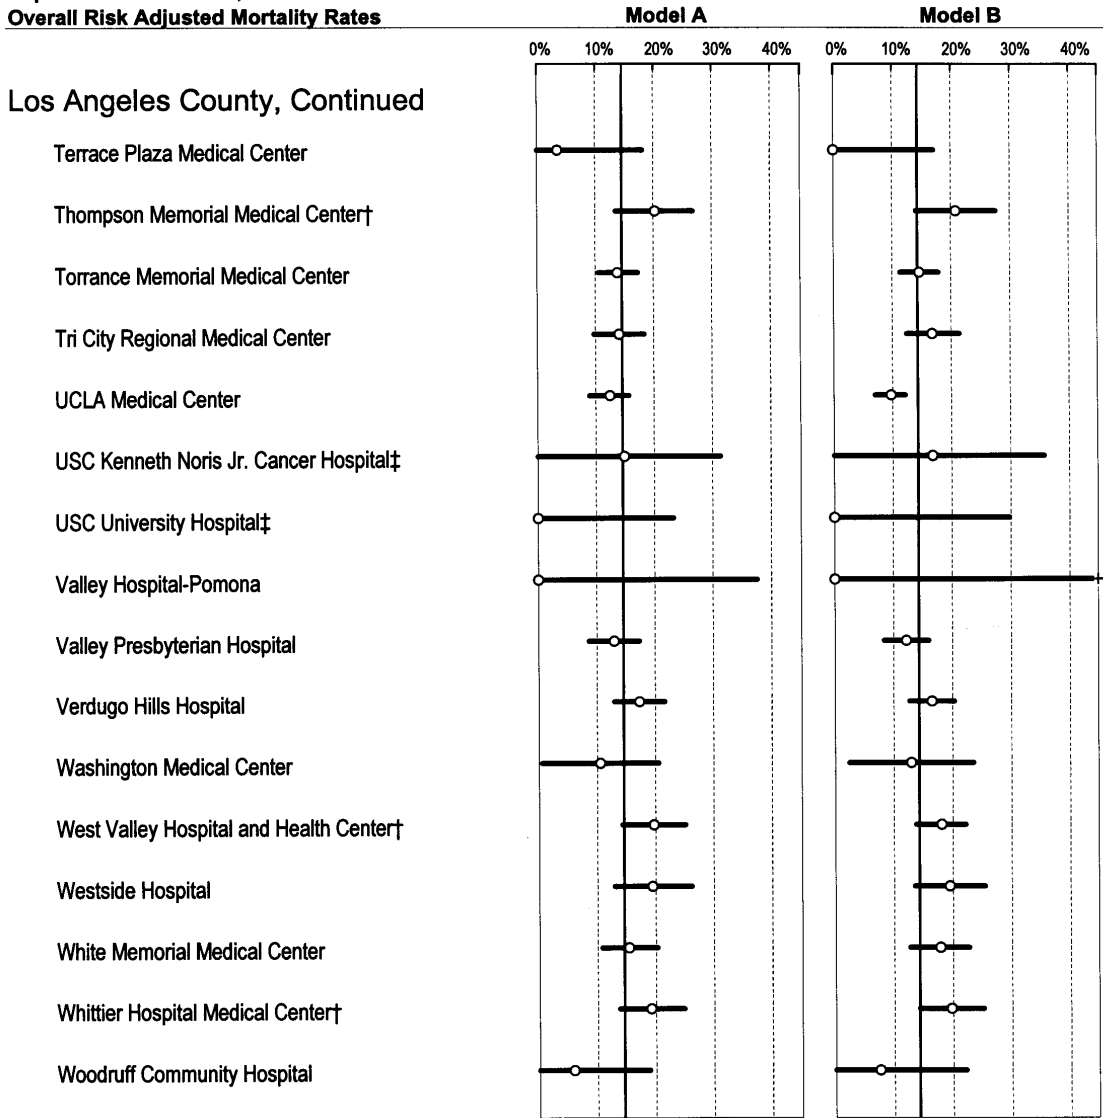 Overall Risk Adjusted Mortality Rates Model A Model B
0% 10% 20% 30% 40% 0% 10% 20% 30% 40%
Los Angeles County, Continued
Terrace Plaza Medical Center
Thompson Memorial Medical Center†
Torrance Memorial Medical Center
Tri City Regional Medical Center
UCLA Medical Center
USC Kenneth Noris Jr. Cancer Hospital‡
USC University Hospital‡
Valley Hospital-Pomona
Valley Presbyterian Hospital
Verdugo Hills Hospital
Washington Medical Center
West Valley Hospital and Health Center†
Westside Hospital
White Memorial Medical Center
Whittier Hospital Medical Center†
Woodruff Community Hospital